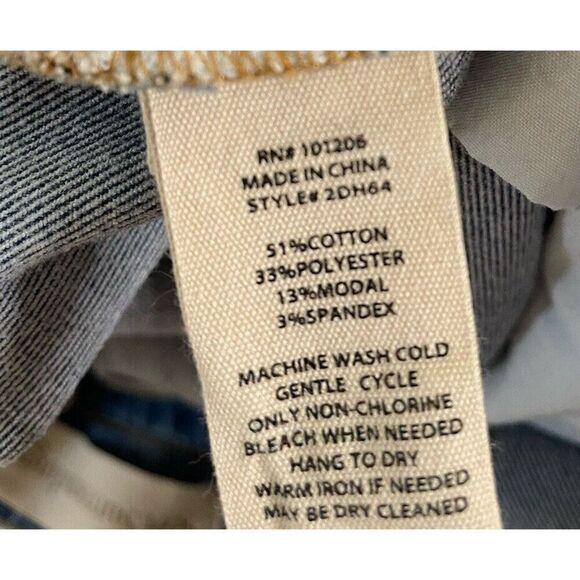 RN# 101206
MADE IN CHINA
STYLE# 2DH64
51%COTTON
33%POLYESTER
13%MODAL
3%SPANDEX
MACHINE WASH COLD
GENTLE CYCLE
ONLY NON-CHLORINE
BLEACH WHEN NEEDED
HANG TO DRY
WARM IRON IF NEEDED
MAY BE DRY CLEANED